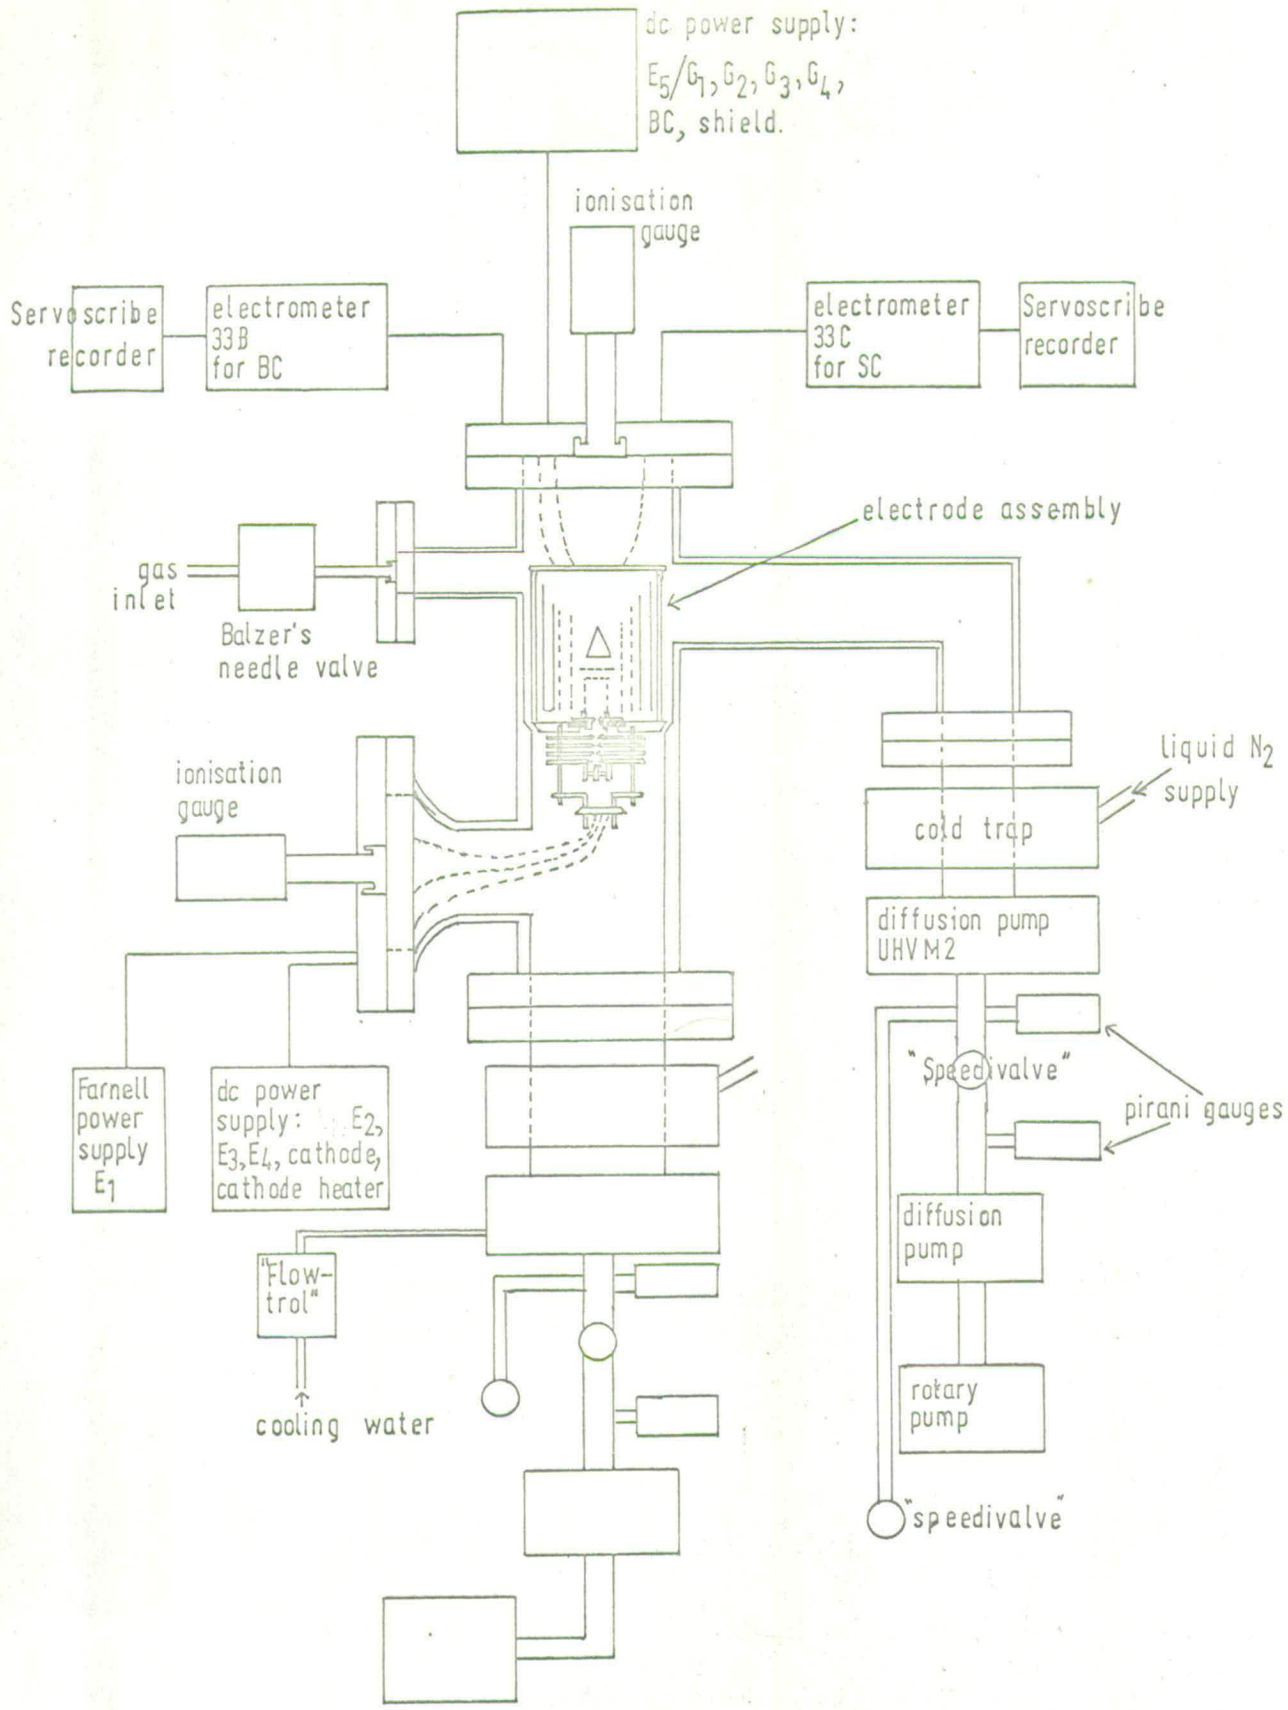 dc power supply:
E5/G1, G2, G3, G4,
BC, shield.
ionisation
gauge
Servoscribe
recorder
electrometer
33B
for BC
electrometer
33C
for SC
Servoscribe
recorder
electrode assembly
gas
inlet
Balzer's
needle valve
ionisation
gauge
liquid N2
supply
cold trap
diffusion pump
UHVM2
"Speedivalve"
pirani gauges
Farnell
power
supply
E1
dc power
supply: E2,
E3, E4, cathode,
cathode heater
diffusion
pump
"Flow-
trol"
rotary
pump
cooling water
"speedivalve"